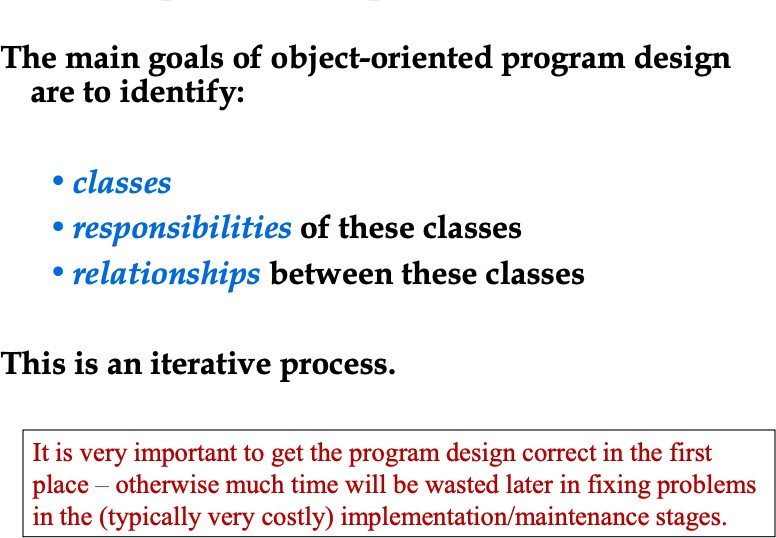 The main goals of object-oriented program design
are to identify:
• classes
• responsibilities of these classes
• relationships between these classes
This is an iterative process.
It is very important to get the program design correct in the first
place – otherwise much time will be wasted later in fixing problems
in the (typically very costly) implementation/maintenance stages.